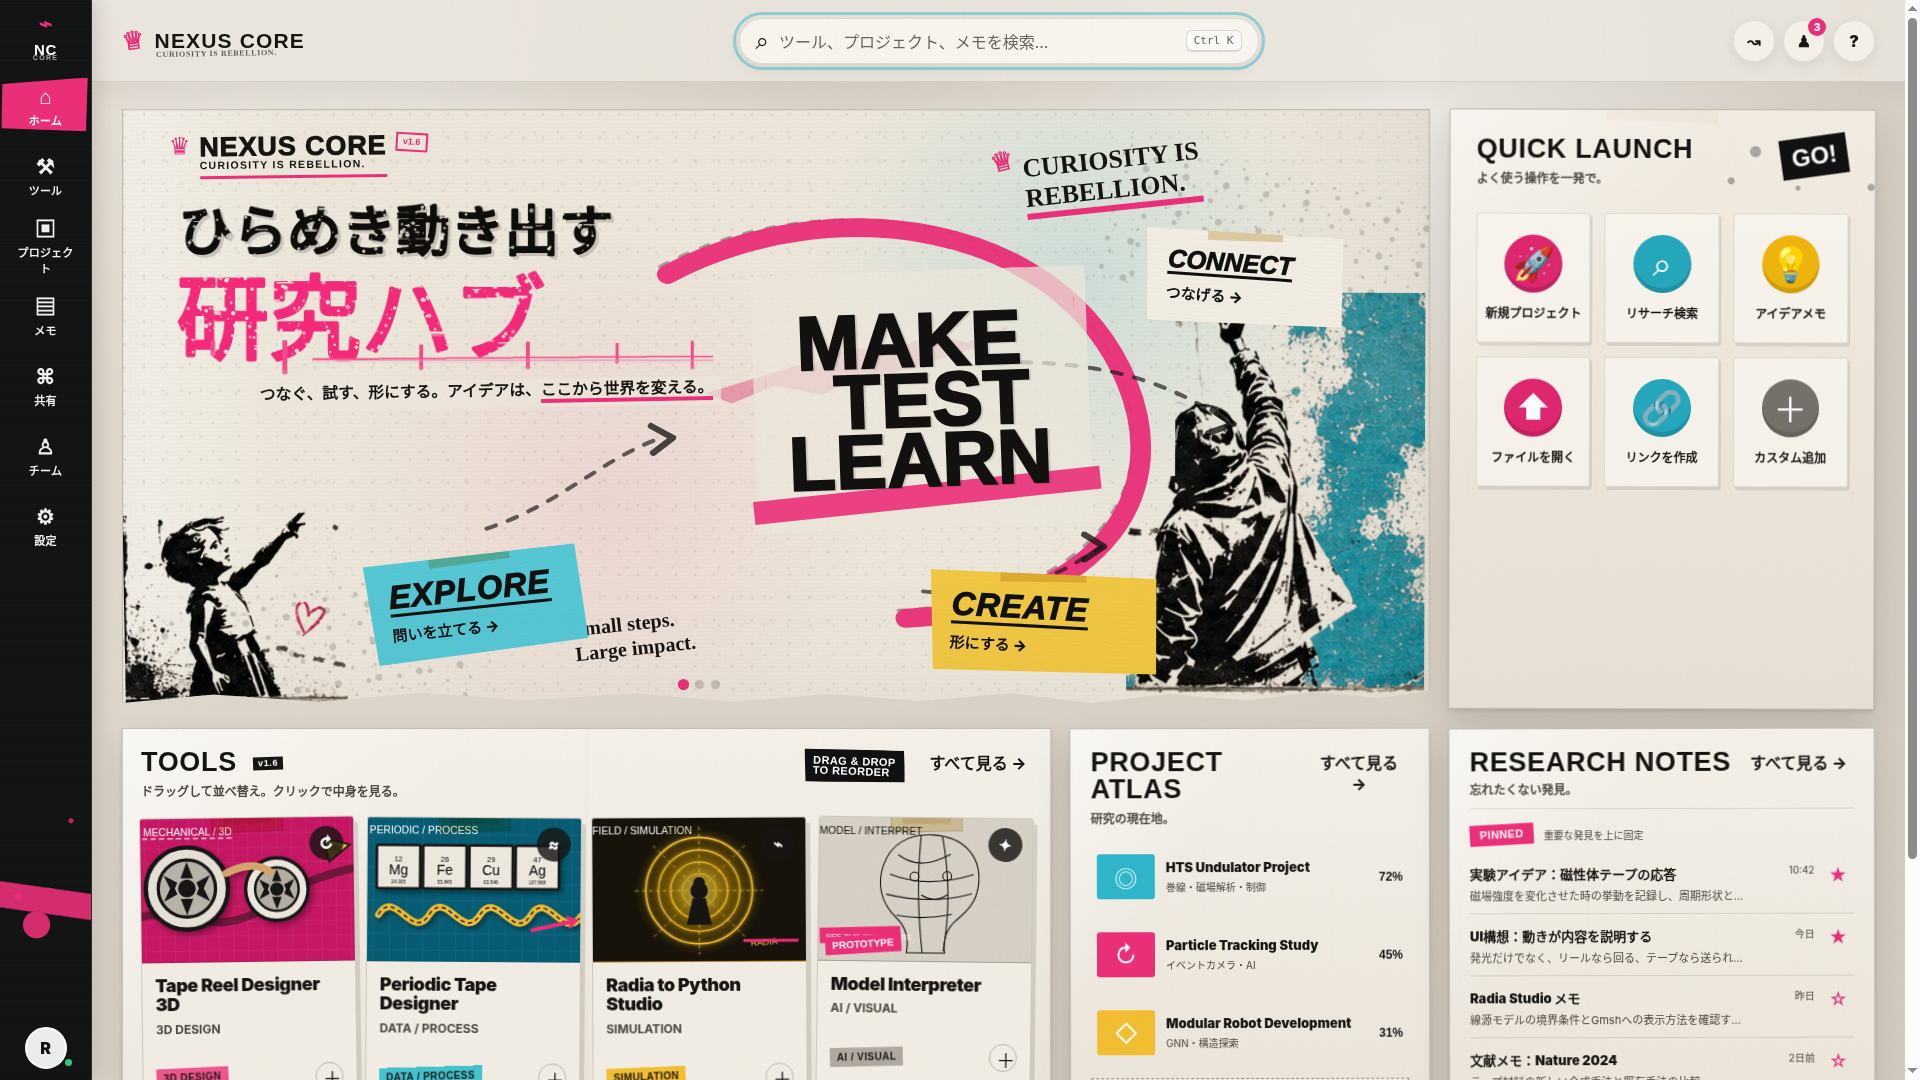 NC
CORE
ホーム
ツール
プロジェク
ト
メモ
共有
チーム
設定
R
NEXUS CORE
CURIOSITY IS REBELLION.
ツール、プロジェクト、メモを検索...
Ctrl K
3
?
NEXUS CORE
v1.6
CURIOSITY IS REBELLION.
ひらめき動き出す
研究ハブ
つなぐ、試す、形にする。アイデアは、ここから世界を変える。
CURIOSITY IS
REBELLION.
MAKE
TEST
LEARN
CONNECT
つなげる →
EXPLORE
問いを立てる →
mall steps.
Large impact.
CREATE
形にする →
QUICK LAUNCH
GO!
よく使う操作を一発で。
新規プロジェクト
リサーチ検索
アイデアメモ
ファイルを開く
リンクを作成
カスタム追加
TOOLS
v1.6
ドラッグして並べ替え。クリックで中身を見る。
DRAG & DROP
TO REORDER
すべて見る →
MECHANICAL / 3D
Tape Reel Designer
3D
3D DESIGN
3D DESIGN
PERIODIC / PROCESS
12
Mg
24.305
26
Fe
55.845
29
Cu
63.546
47
Ag
107.868
Periodic Tape
Designer
DATA / PROCESS
DATA / PROCESS
FIELD / SIMULATION
RADIA
Radia to Python
Studio
SIMULATION
SIMULATION
MODEL / INTERPRET
PROTOTYPE
Model Interpreter
AI / VISUAL
AI / VISUAL
PROJECT
ATLAS
すべて見る
→
研究の現在地。
HTS Undulator Project
巻線・磁場解析・制御
72%
Particle Tracking Study
イベントカメラ・AI
45%
Modular Robot Development
GNN・構造探索
31%
RESEARCH NOTES
すべて見る →
忘れたくない発見。
PINNED
重要な発見を上に固定
実験アイデア：磁性体テープの応答
10:42
磁場強度を変化させた時の挙動を記録し、周期形状と...
UI構想：動きが内容を説明する
今日
発光だけでなく、リールなら回る、テープなら送られ...
Radia Studio メモ
昨日
線源モデルの境界条件とGmshへの表示方法を確認す...
文献メモ：Nature 2024
2日前